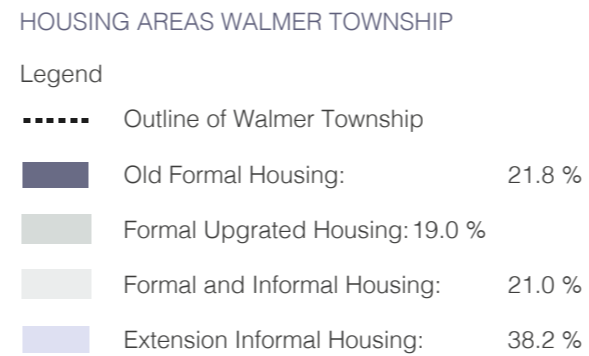 HOUSING AREAS WALMER TOWNSHIP
Legend
Outline of Walmer Township
Old Formal Housing: 21.8 %
Formal Upgrated Housing: 19.0 %
Formal and Informal Housing: 21.0 %
Extension Informal Housing: 38.2 %